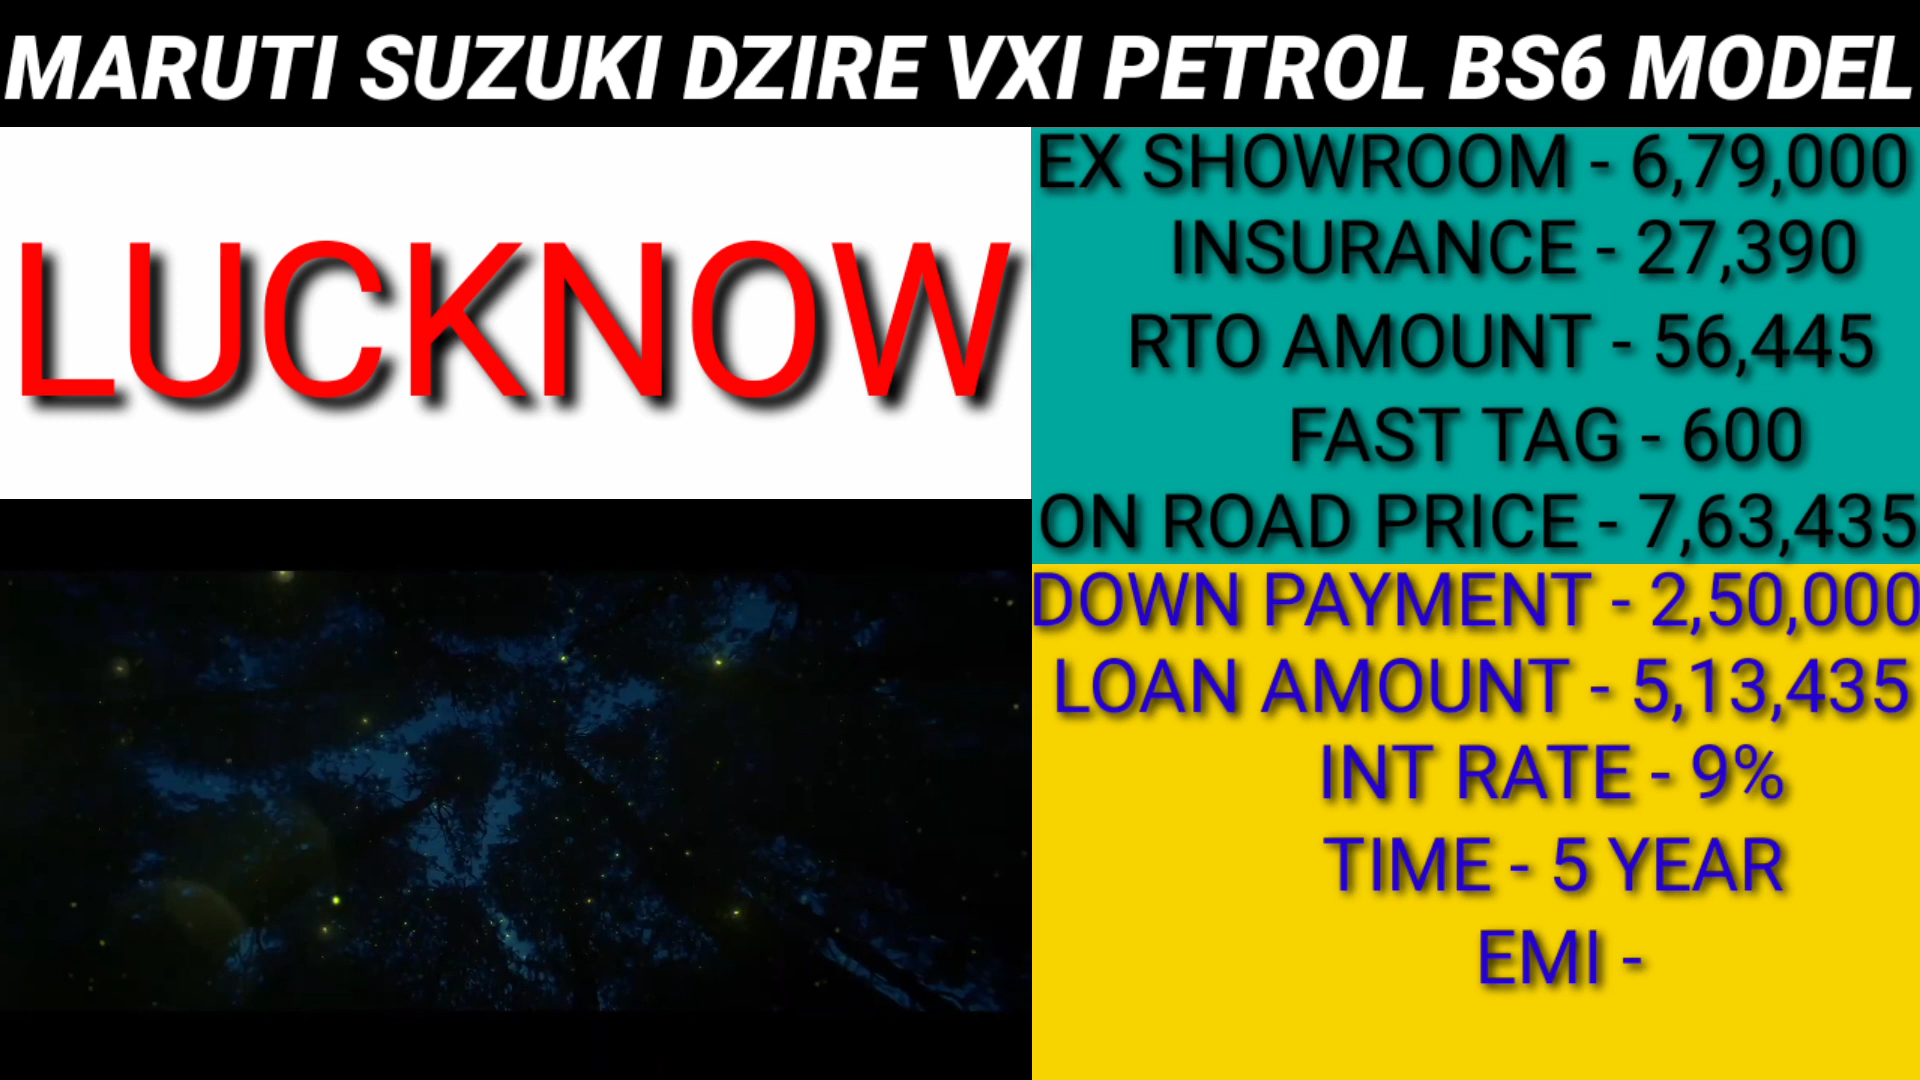 MARUTI SUZUKI DZIRE VXI PETROL BS6 MODEL
LUCKNOW
EX SHOWROOM - 6,79,000
INSURANCE - 27,390
RTO AMOUNT - 56,445
FAST TAG - 600
ON ROAD PRICE - 7,63,435
DOWN PAYMENT - 2,50,000
LOAN AMOUNT - 5,13,435
INT RATE - 9%
TIME - 5 YEAR
EMI -